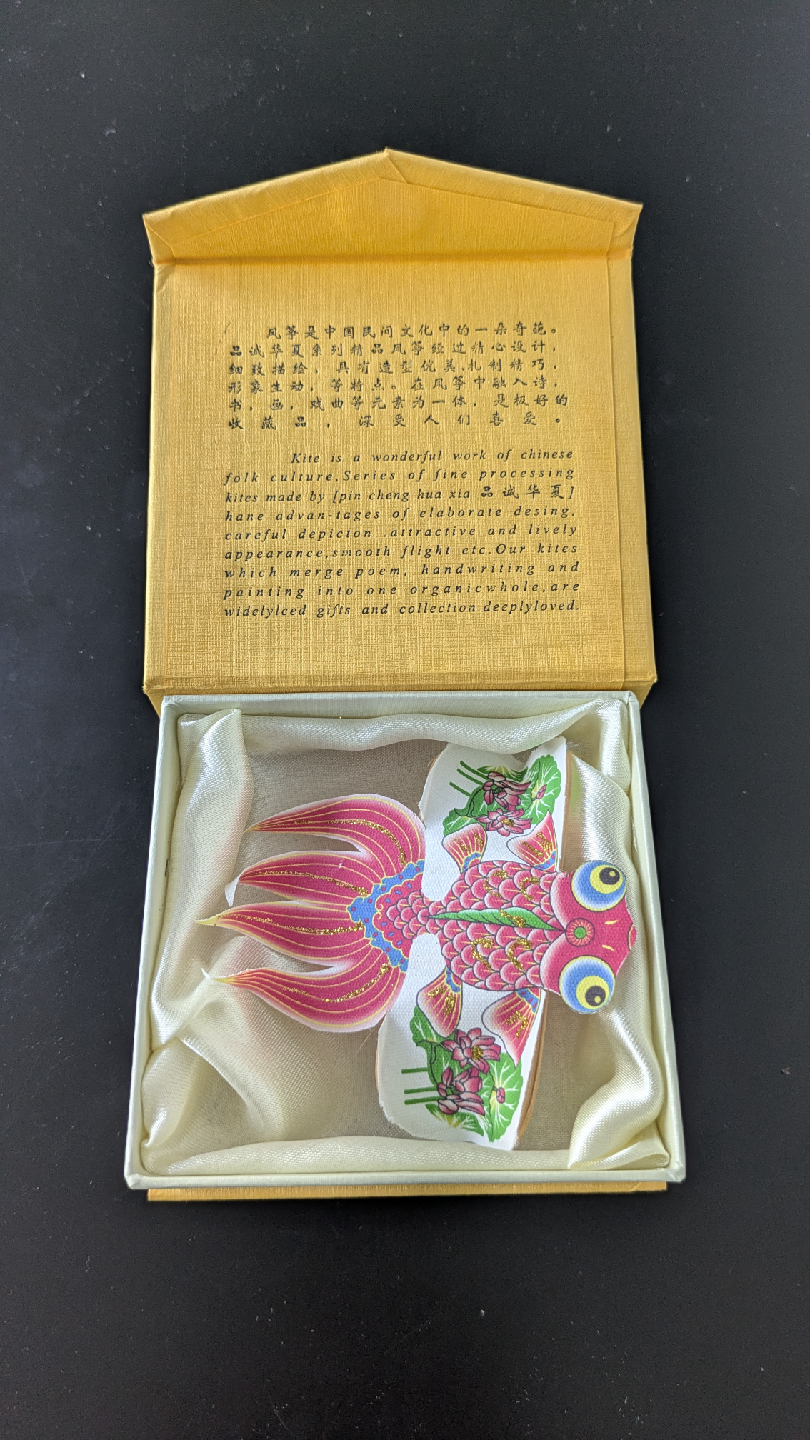 风筝是中国民间文化中的一朵奇葩。
品诚华夏系列精品风筝经过精心设计，
细致描绘，具有造型优美，扎制精巧，
形象生动，等特点。在风筝中融入诗，
书，画，戏曲等元素为一体，是极好的
收藏品，深受人们喜爱。
Kite is a wonderful work of chinese
folk culture,Series of fine processing
kites made by [pin cheng hua xia 品诚华夏]
hane advan-tages of elaborate desing,
careful depicton ,attractive and lively
appearance,smooth flight etc.Our kites
which merge poem, handwriting and
painting into one organicwhole,are
widelylced gifts and collection deeplyloved.